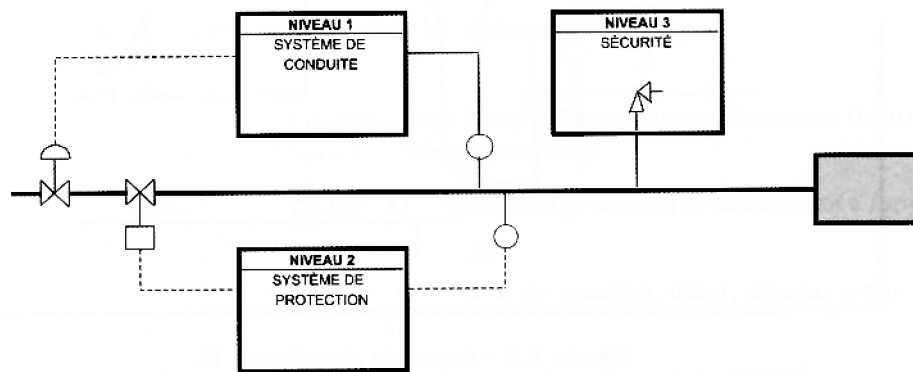 NIVEAU 1
SYSTÈME DE
CONDUITE
NIVEAU 3
SÉCURITÉ
NIVEAU 2
SYSTÈME DE
PROTECTION